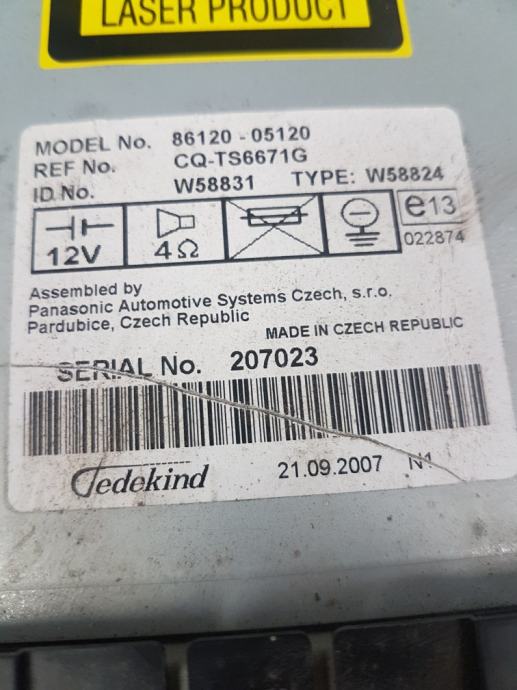 LASER PRODUCT
MODEL No. 86120 - 05120
REF No. CQ-TS6671G
ID No. W58831 TYPE: W58824
12V 4Ω e13
022874
Assembled by
Panasonic Automotive Systems Czech, s.r.o.
Pardubice, Czech Republic
MADE IN CZECH REPUBLIC
SERIAL No. 207023
Jedekind 21.09.2007 N1